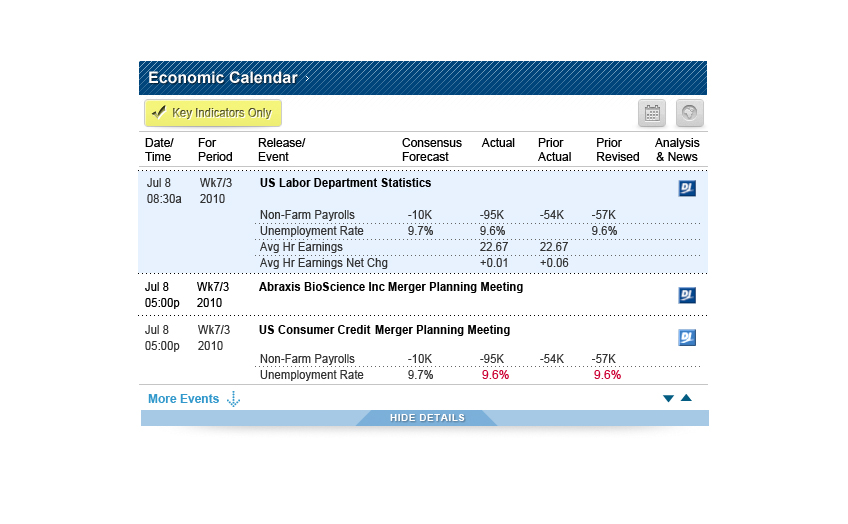 Economic Calendar ›
Key Indicators Only
Date/ For Release/ Consensus Actual Prior Prior Analysis
Time Period Event Forecast Actual Revised & News
Jul 8 Wk7/3 US Labor Department Statistics DJ
08:30a 2010
Non-Farm Payrolls -10K -95K -54K -57K
Unemployment Rate 9.7% 9.6% 9.6%
Avg Hr Earnings 22.67 22.67
Avg Hr Earnings Net Chg +0.01 +0.06
Jul 8 Wk7/3 Abraxis BioScience Inc Merger Planning Meeting DJ
05:00p 2010
Jul 8 Wk7/3 US Consumer Credit Merger Planning Meeting DJ
05:00p 2010
Non-Farm Payrolls -10K -95K -54K -57K
Unemployment Rate 9.7% 9.6% 9.6%
More Events
HIDE DETAILS